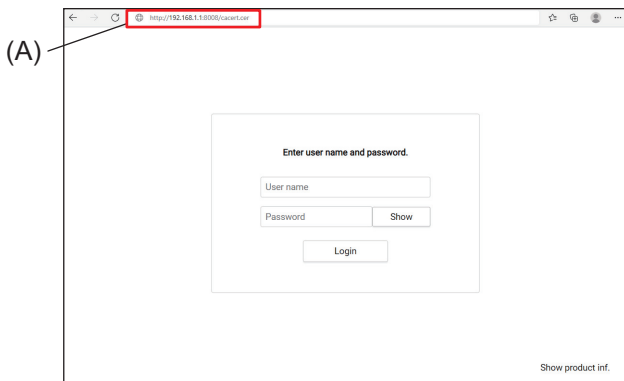 (A)
http://192.168.1.1:8008/cacert.cer
Enter user name and password.
User name
Password
Show
Login
Show product inf.